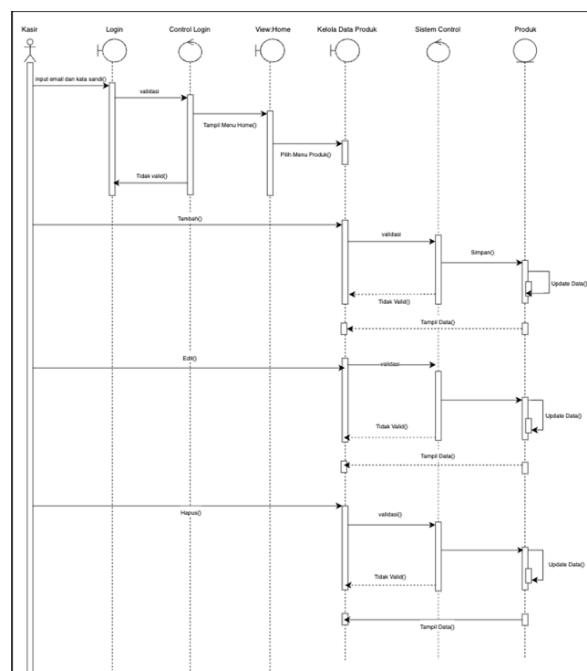 Kasir
Login
Control Login
View:Home
Kelola Data Produk
Sistem Control
Produk
input email dan kata sandi()
validasi
Tampil Menu Home()
Pilih Menu Produk()
Tidak valid()
Tambah()
validasi
Simpan()
Update Data()
Tidak Valid()
Tampil Data()
Edit()
validasi
Update Data()
Tidak Valid()
Tampil Data()
Hapus()
validasi()
Update Data()
Tidak Valid()
Tampil Data()